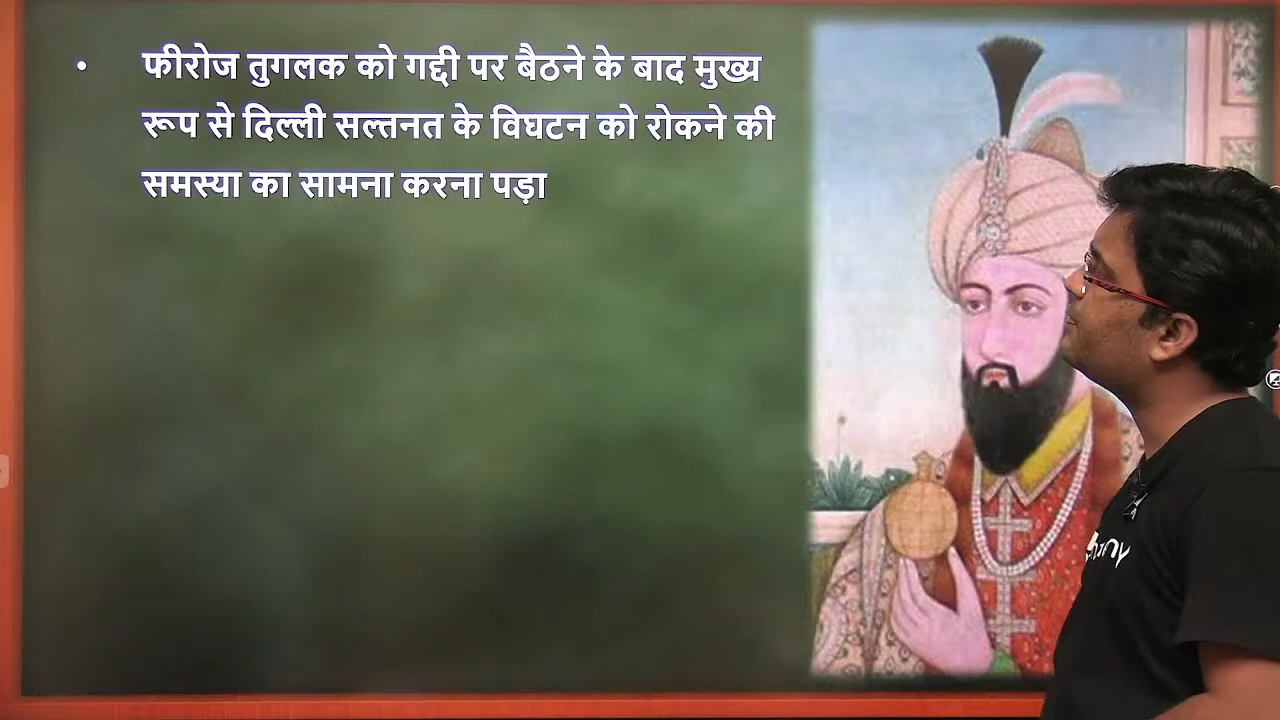 • फीरोज तुगलक को गद्दी पर बैठने के बाद मुख्य
रूप से दिल्ली सल्तनत के विघटन को रोकने की
समस्या का सामना करना पड़ा